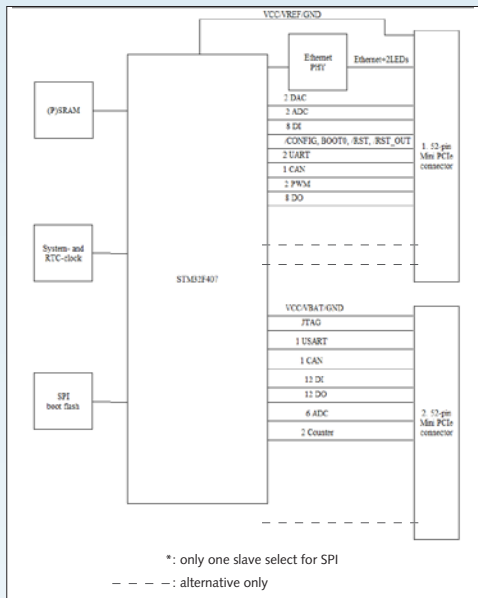 VCC/VREF/GND
Ethernet
PHY
Ethernet+2LEDs
(P)SRAM
2 DAC
2 ADC
8 DI
/CONFIG, BOOT0, /RST, /RST_OUT
2 UART
1 CAN
2 PWM
8 DO
1. 52-pin
Mini PCIe
connector
System- and
RTC-clock
STM32F407
VCC/VBAT/GND
JTAG
1 USART
1 CAN
12 DO
6 ADC
2 Counter
SPI
boot flash
2. 52-pin
Mini PCIe
connector
*: only one slave select for SPI
: alternative only